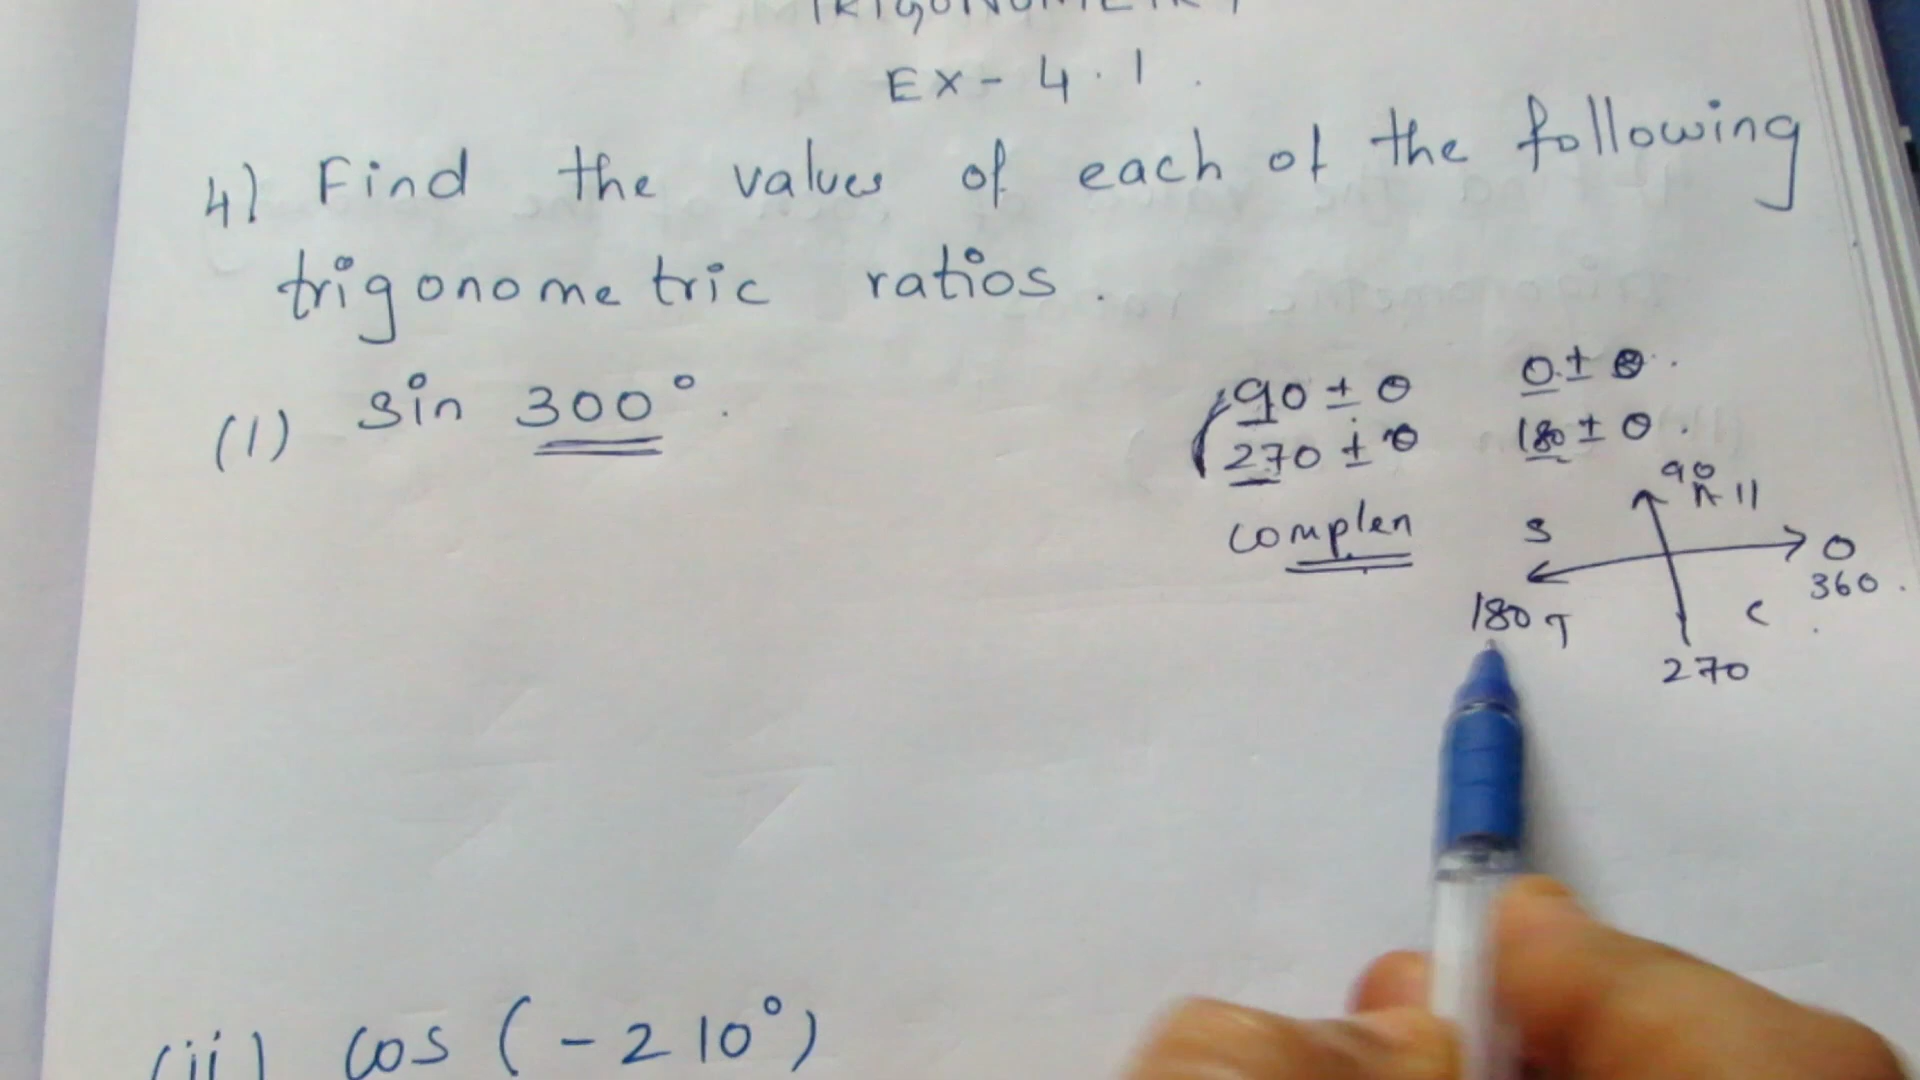 TRIGONOMETRY
EX - 4.1.
4) Find the values of each of the following
trigonometric ratios.
(1) sin 300°.
90 ± θ
270 ± θ
complen
0 ± θ.
180 ± θ.
90
S
0
360.
180 T
C
270
(ii) cos (-210°)